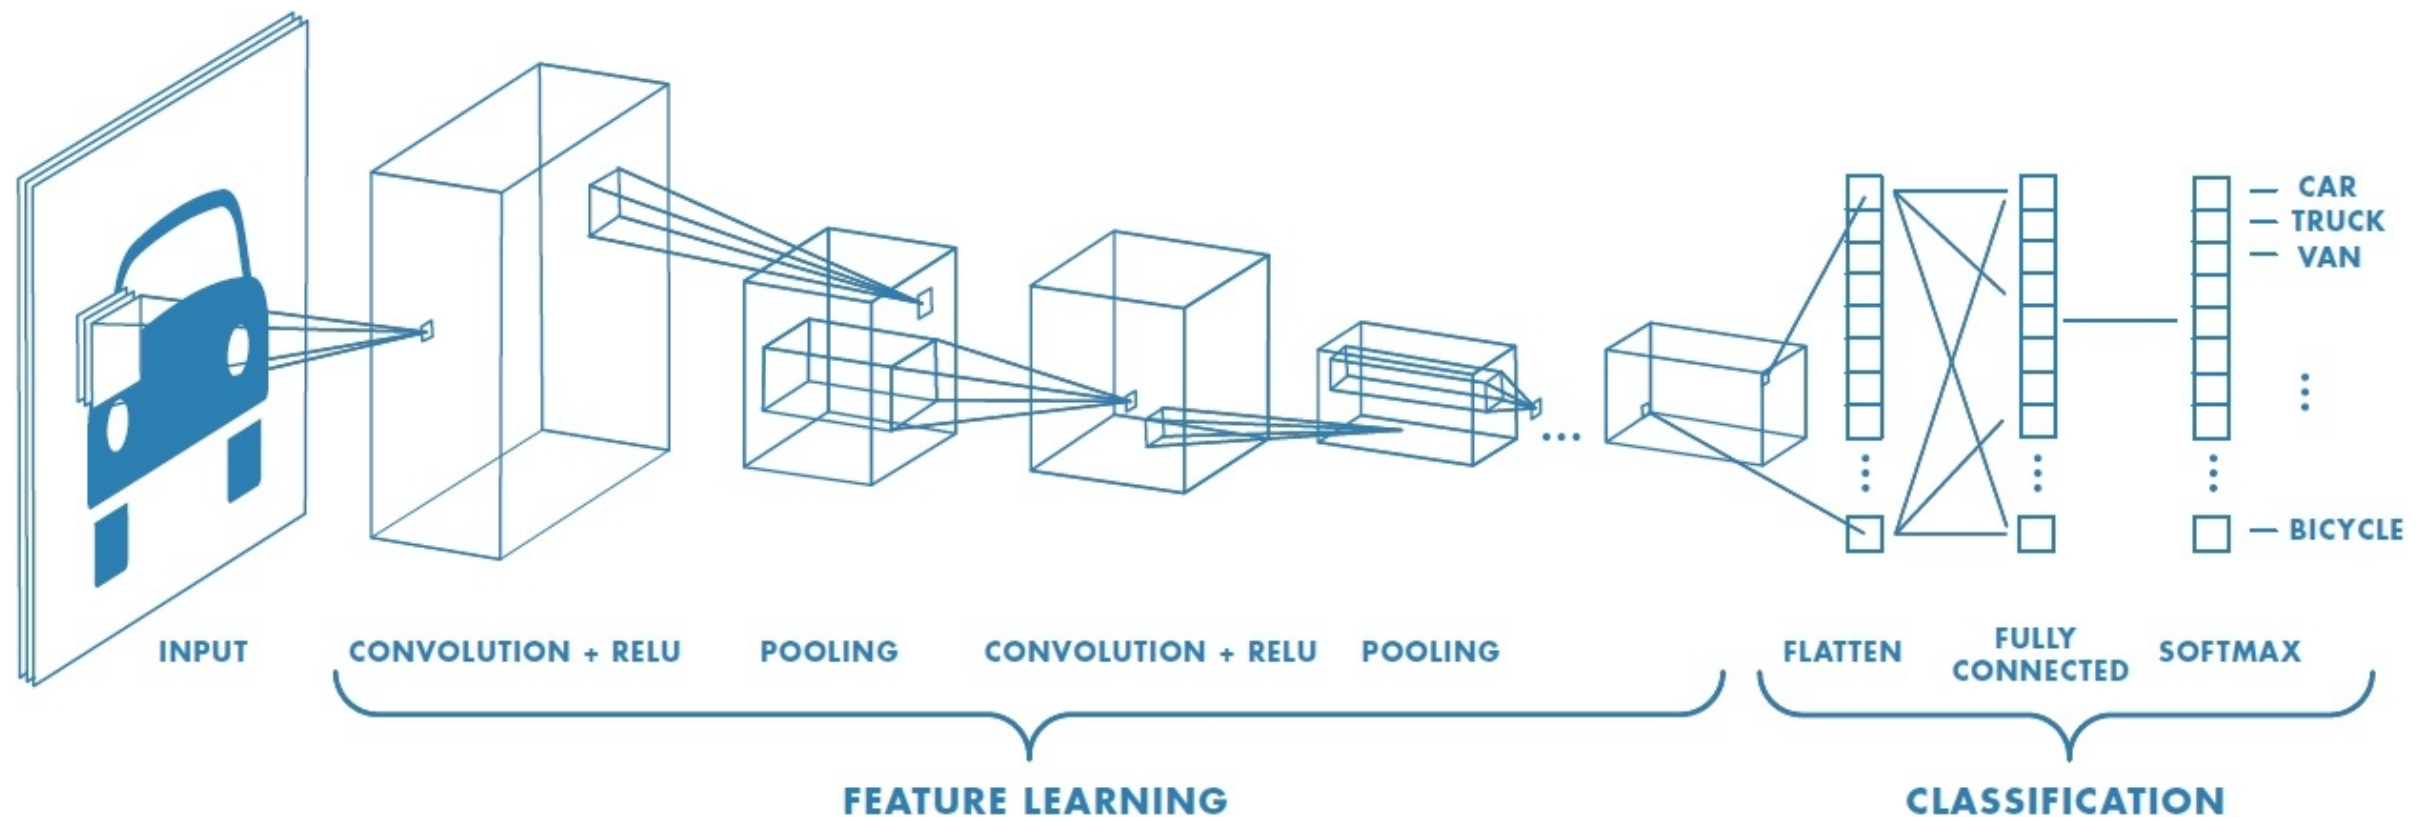 CAR
TRUCK
VAN
BICYCLE
INPUT
CONVOLUTION + RELU
POOLING
CONVOLUTION + RELU
POOLING
FLATTEN
FULLY
CONNECTED
SOFTMAX
FEATURE LEARNING
CLASSIFICATION